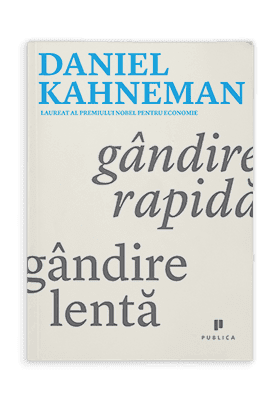 DANIEL
KAHNEMAN
LAUREAT AL PREMIULUI NOBEL PENTRU ECONOMIE
gândire
rapidă
gândire
lentă
PUBLICA